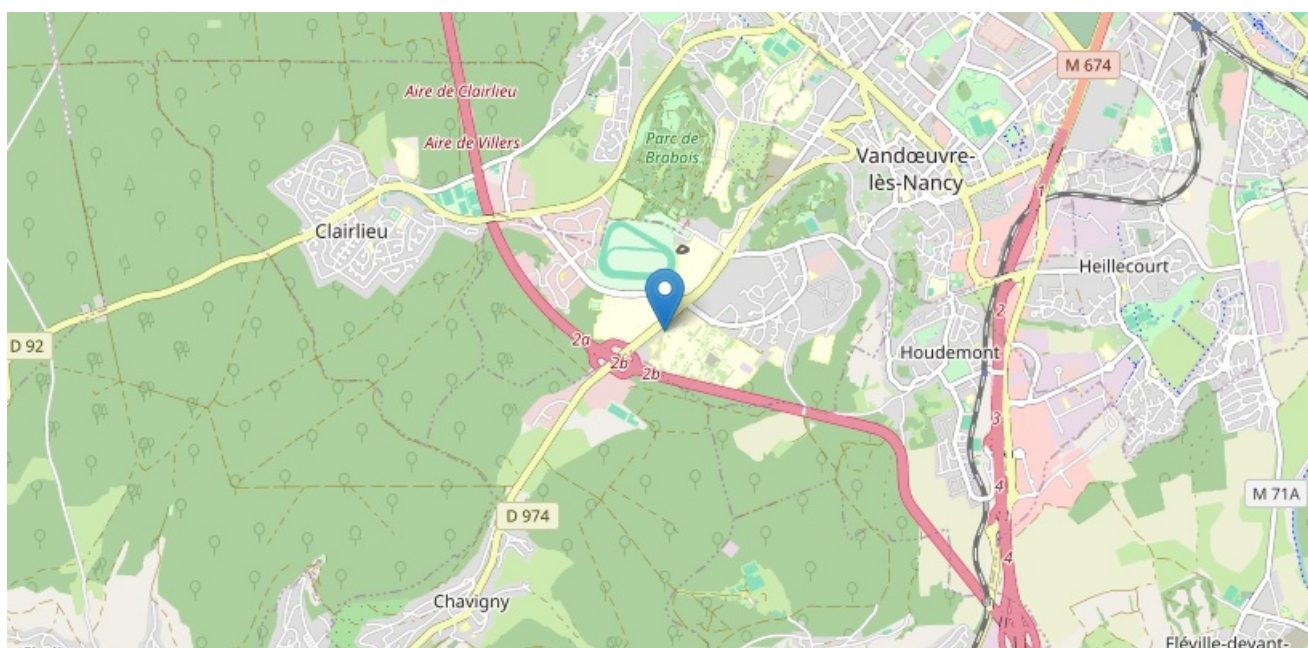 M 674
Aire de Clairlieu
Aire de Villers
Parc de
Brabois
Vandœuvre-
lès-Nancy
1
Clairlieu
Heillecourt
2
D 92
2a
2b
2b
Houdemont
3
4
M 71A
D 974
4
Chavigny
Fléville-devant-